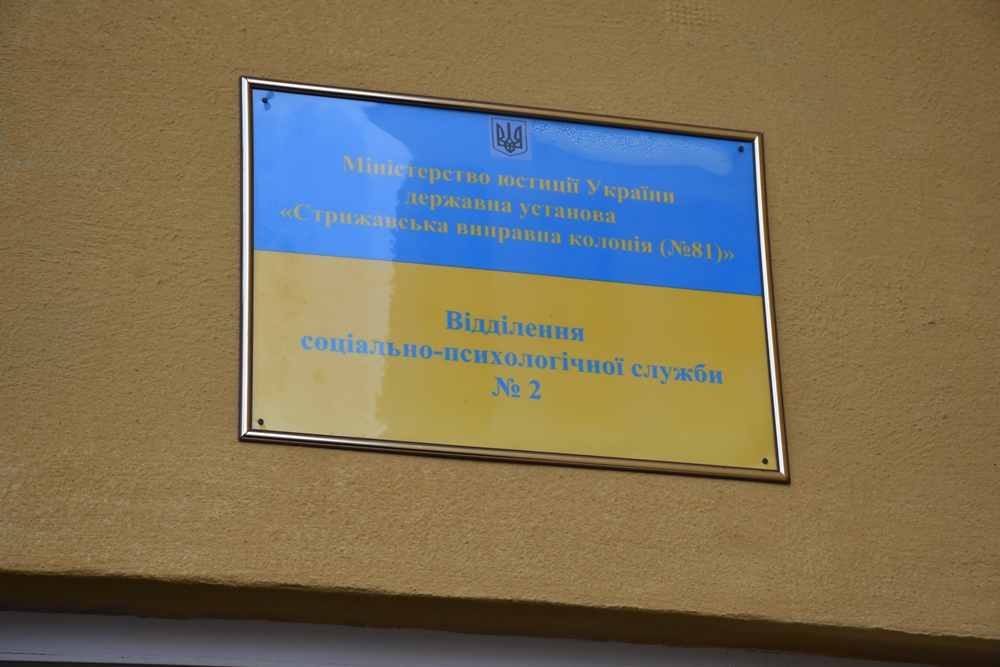 Міністерство юстиції України
державна установа
«Стрижавська виправна колонія (№81)»
Відділення
соціально-психологічної служби
№ 2